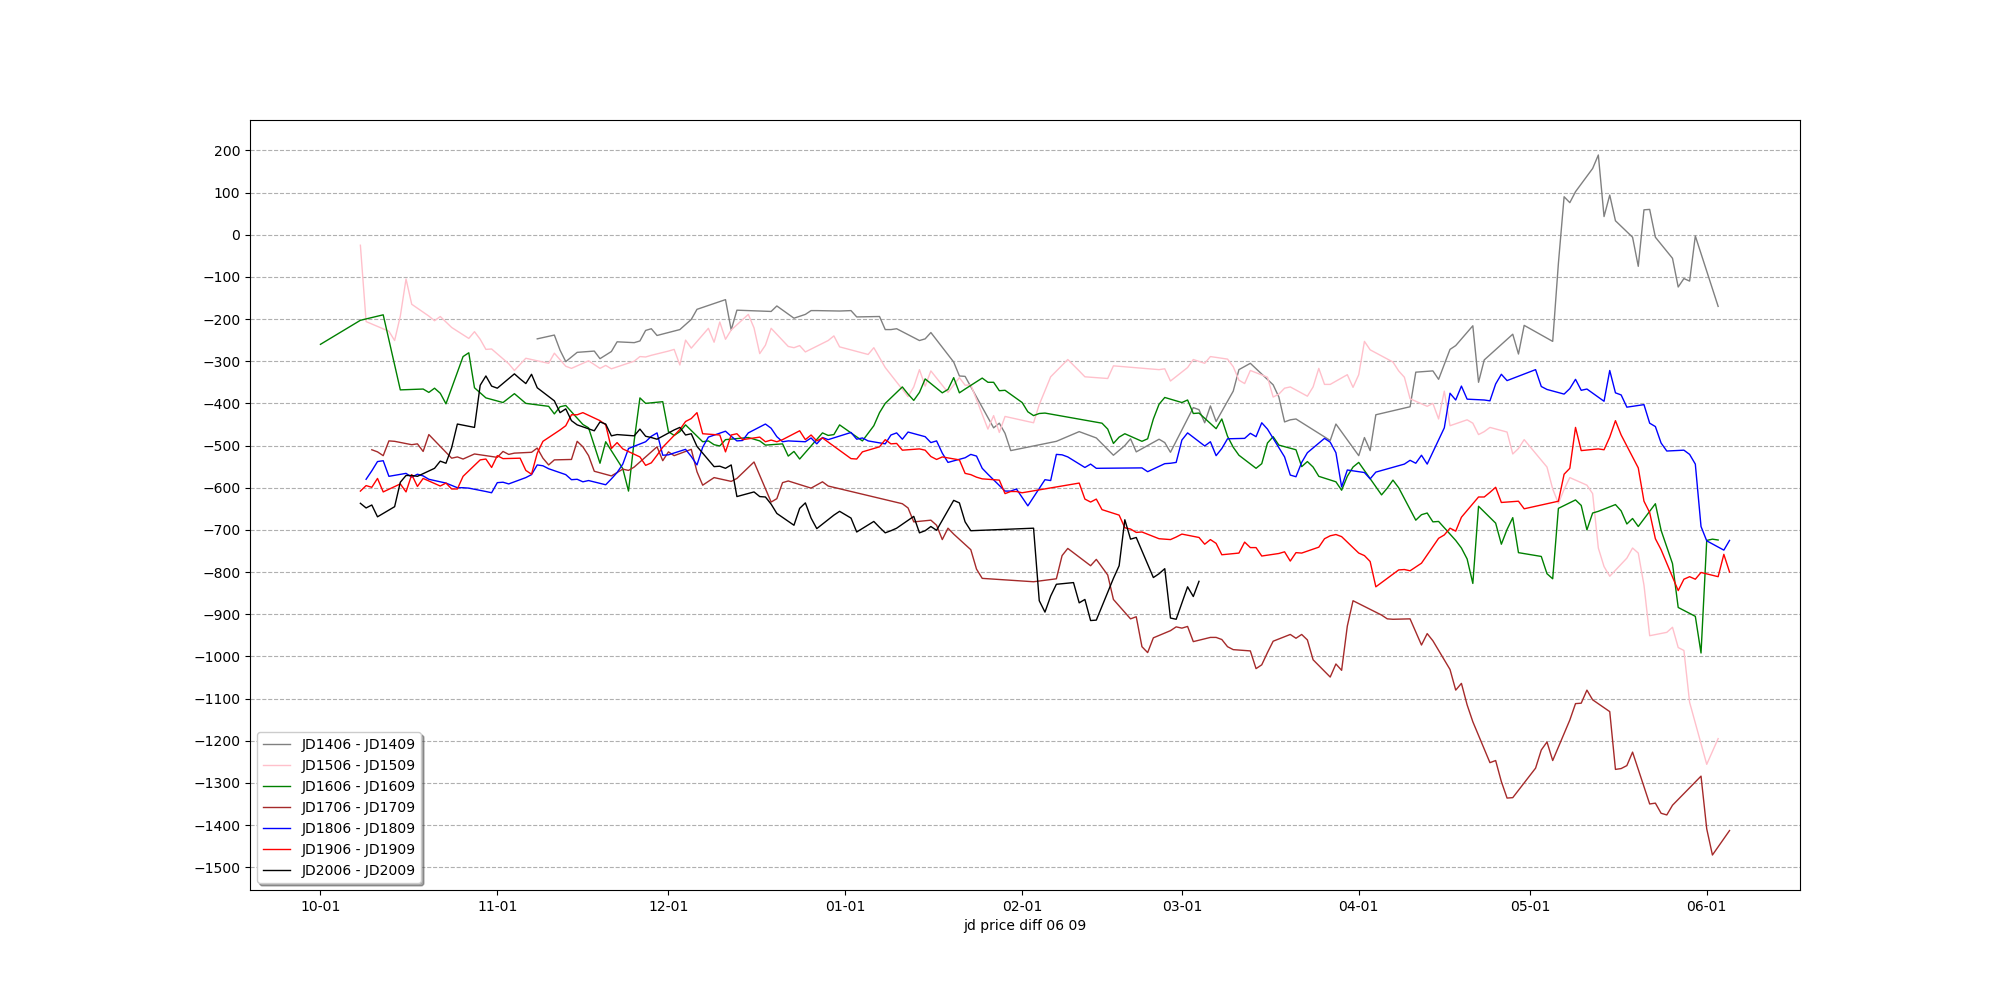 200
100
0
−100
−200
−300
−400
−500
−600
−700
−800
−900
−1000
−1100
−1200
−1300
−1400
−1500
JD1406 - JD1409
JD1506 - JD1509
JD1606 - JD1609
JD1706 - JD1709
JD1806 - JD1809
JD1906 - JD1909
JD2006 - JD2009
10-01 11-01 12-01 01-01 02-01 03-01 04-01 05-01 06-01
jd price diff 06 09